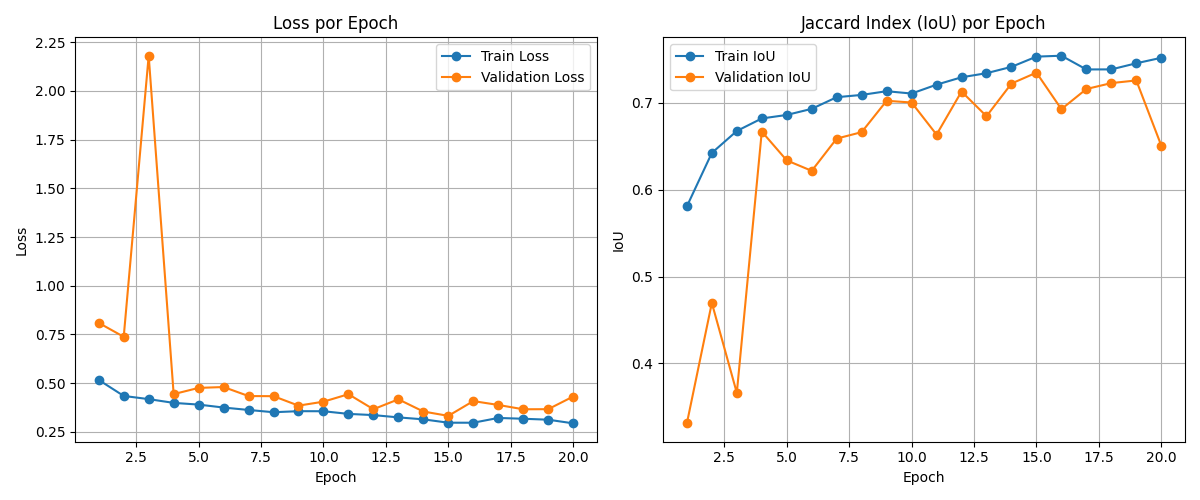 Loss por Epoch
2.25
2.00
1.75
1.50
1.25
1.00
0.75
0.50
0.25
Loss
2.5 5.0 7.5 10.0 12.5 15.0 17.5 20.0
Epoch
Train Loss
Validation Loss
Jaccard Index (IoU) por Epoch
0.7
0.6
0.5
0.4
IoU
2.5 5.0 7.5 10.0 12.5 15.0 17.5 20.0
Epoch
Train IoU
Validation IoU